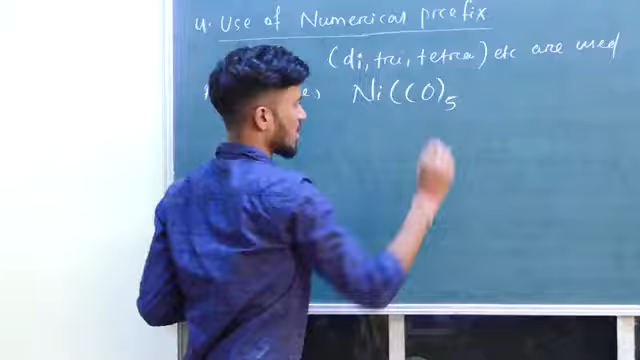 4. Use of Numerical prefix
(di, tri, tetra) etc are used
Ni(CO)5